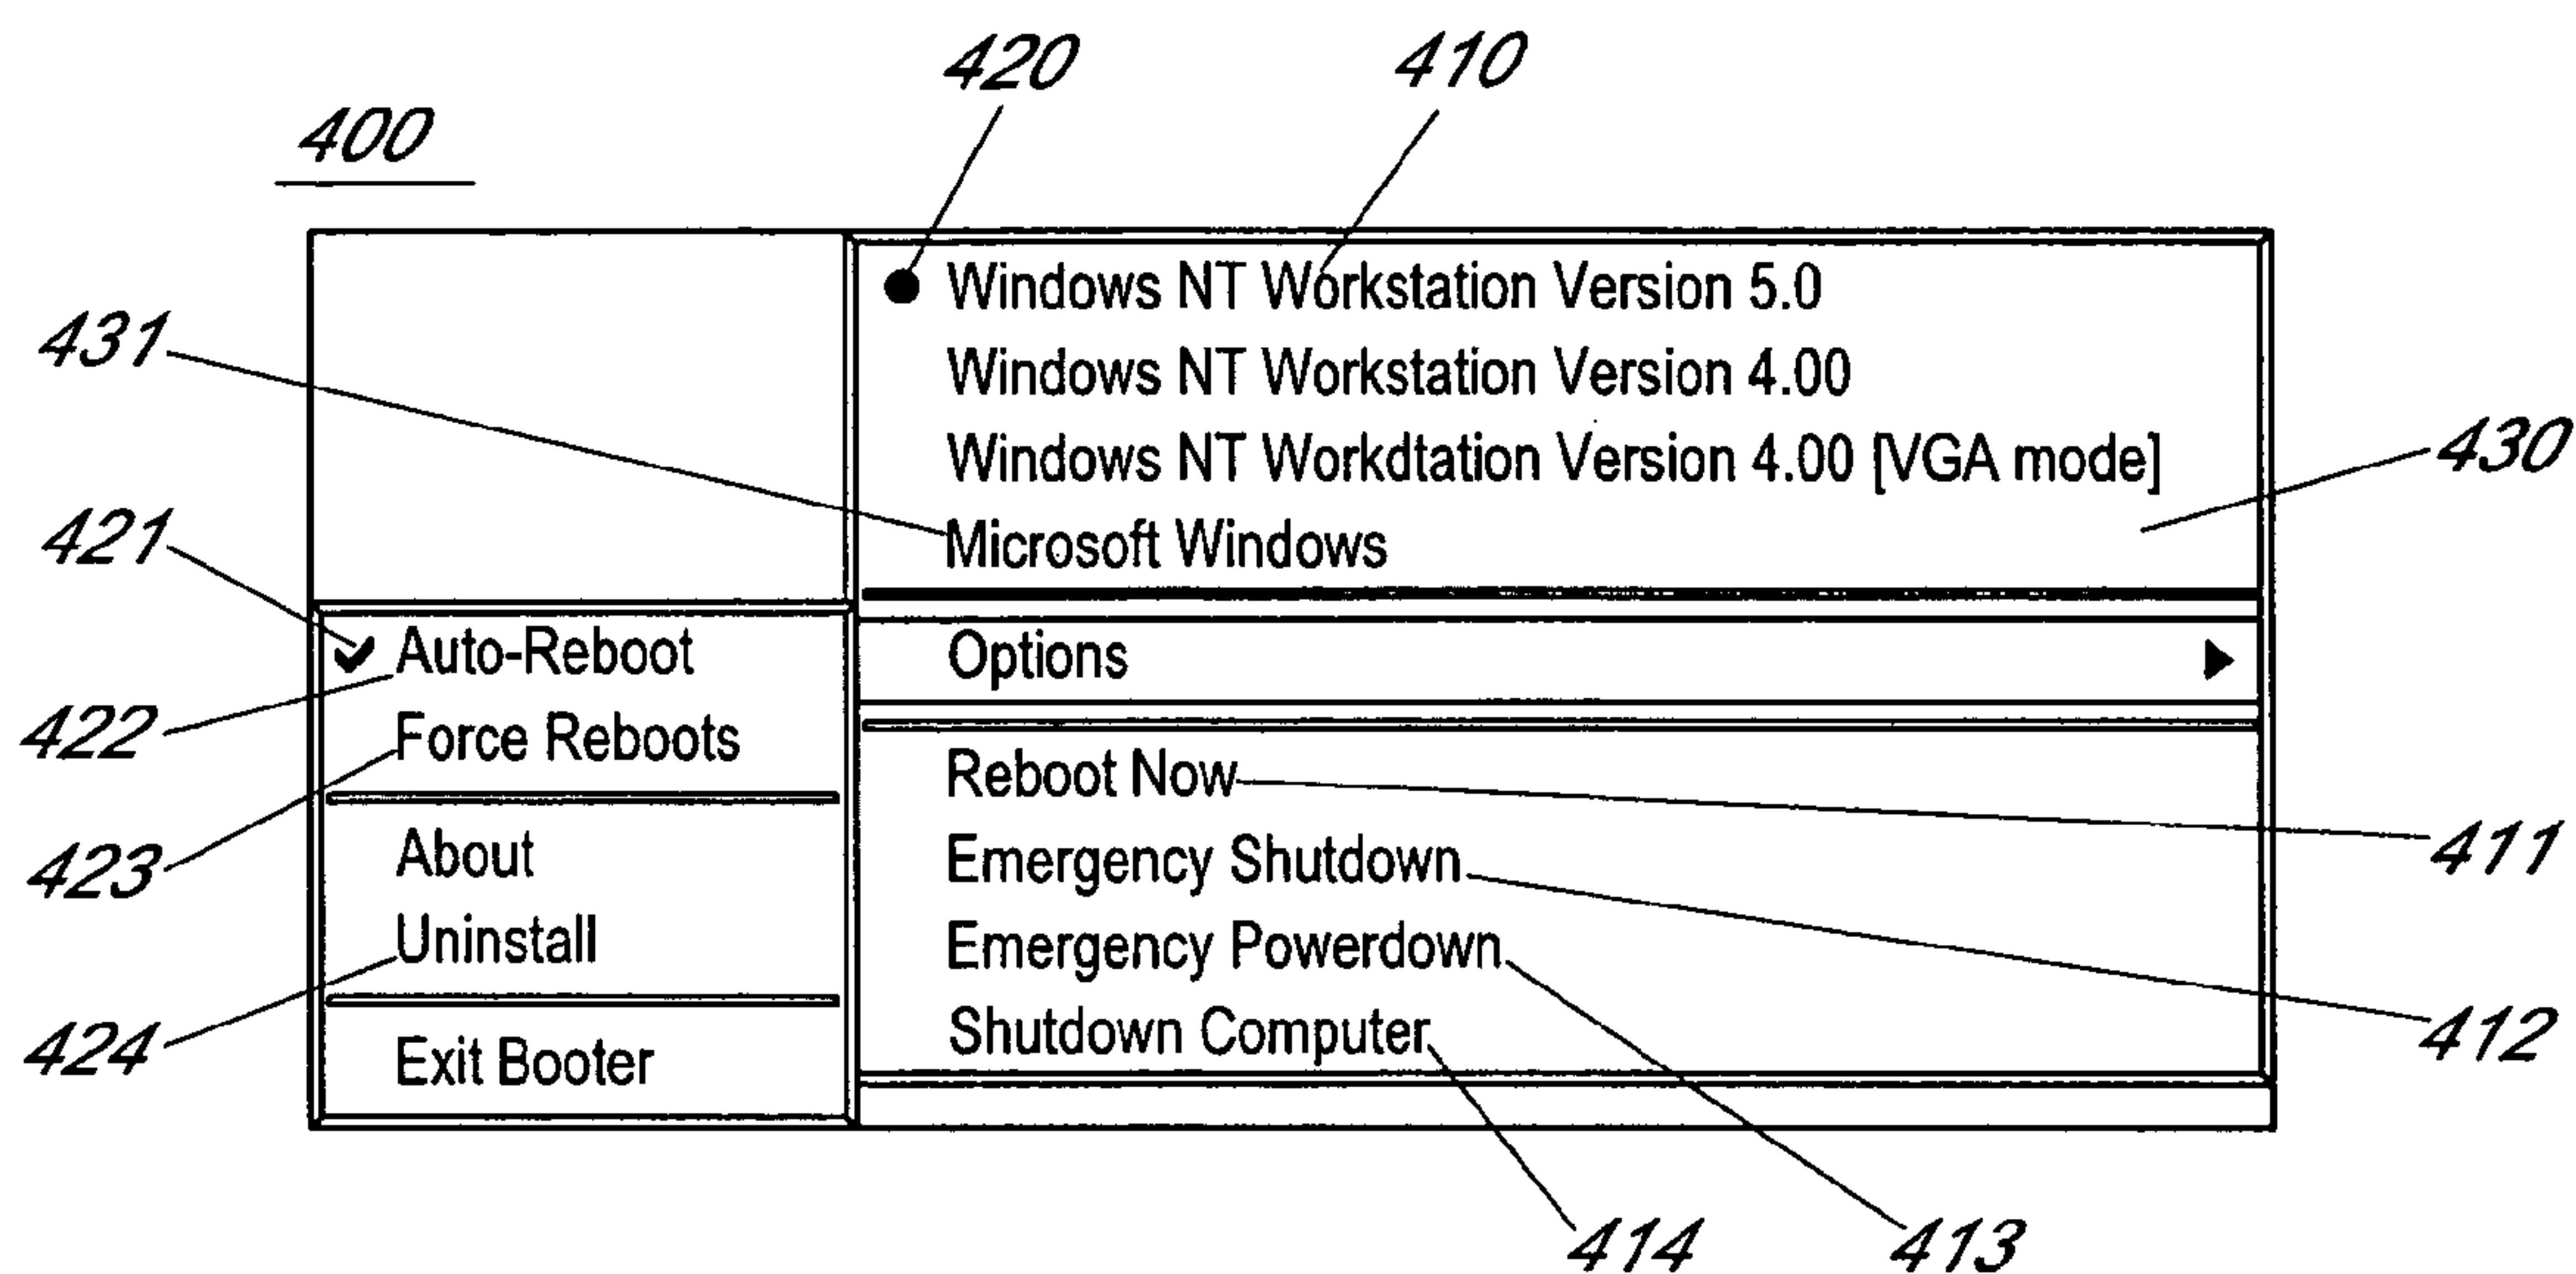 420
410
400
Windows NT Workstation Version 5.0
431
Windows NT Workstation Version 4.00
Windows NT Workdtation Version 4.00 [VGA mode]
430
Microsoft Windows
421
Auto-Reboot
Options
422
Force Reboots
Reboot Now
411
423
About
Emergency Shutdown
Uninstall
Emergency Powerdown
412
424
Exit Booter
Shutdown Computer
414
413